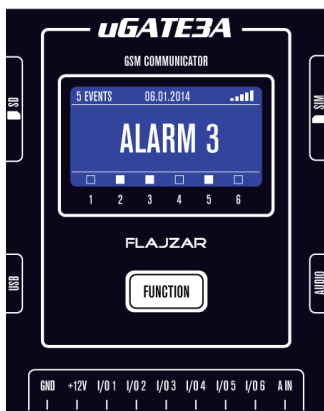 uGATE3A
GSM COMMUNICATOR
5 EVENTS 06.01.2014
ALARM 3
1 2 3 4 5 6
SD
SIM
FLAJZAR
USB
FUNCTION
AUDIO
GND +12V I/O 1 I/O 2 I/O 3 I/O 4 I/O 5 I/O 6 A IN